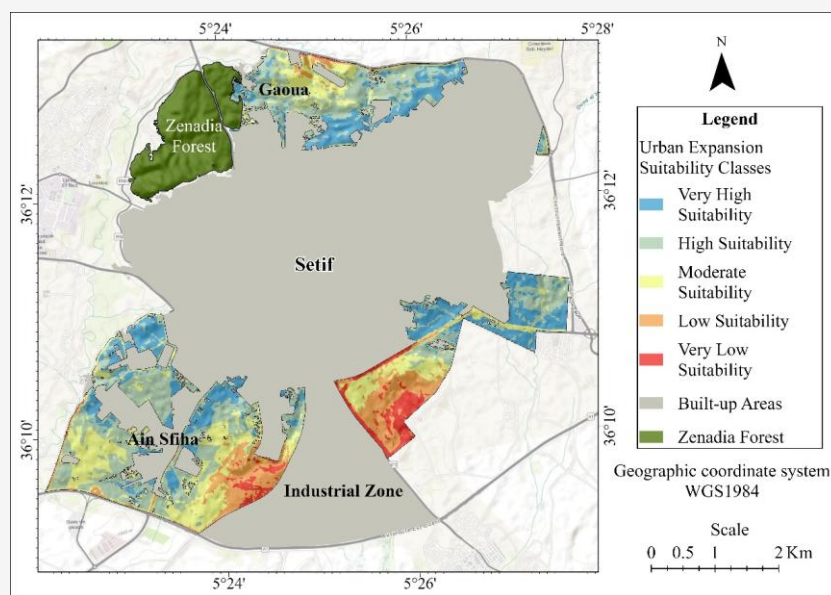 5°24'
5°26'
5°28'
N
36°12'
36°12'
36°10'
36°10'
Gaoua
Zenadia
Forest
Setif
Ain Sfiha
Industrial Zone
5°24'
5°26'
Legend
Urban Expansion
Suitability Classes
Very High
Suitability
High Suitability
Moderate
Suitability
Low Suitability
Very Low
Suitability
Built-up Areas
Zenadia Forest
Geographic coordinate system
WGS1984
Scale
0 0.5 1 2 Km